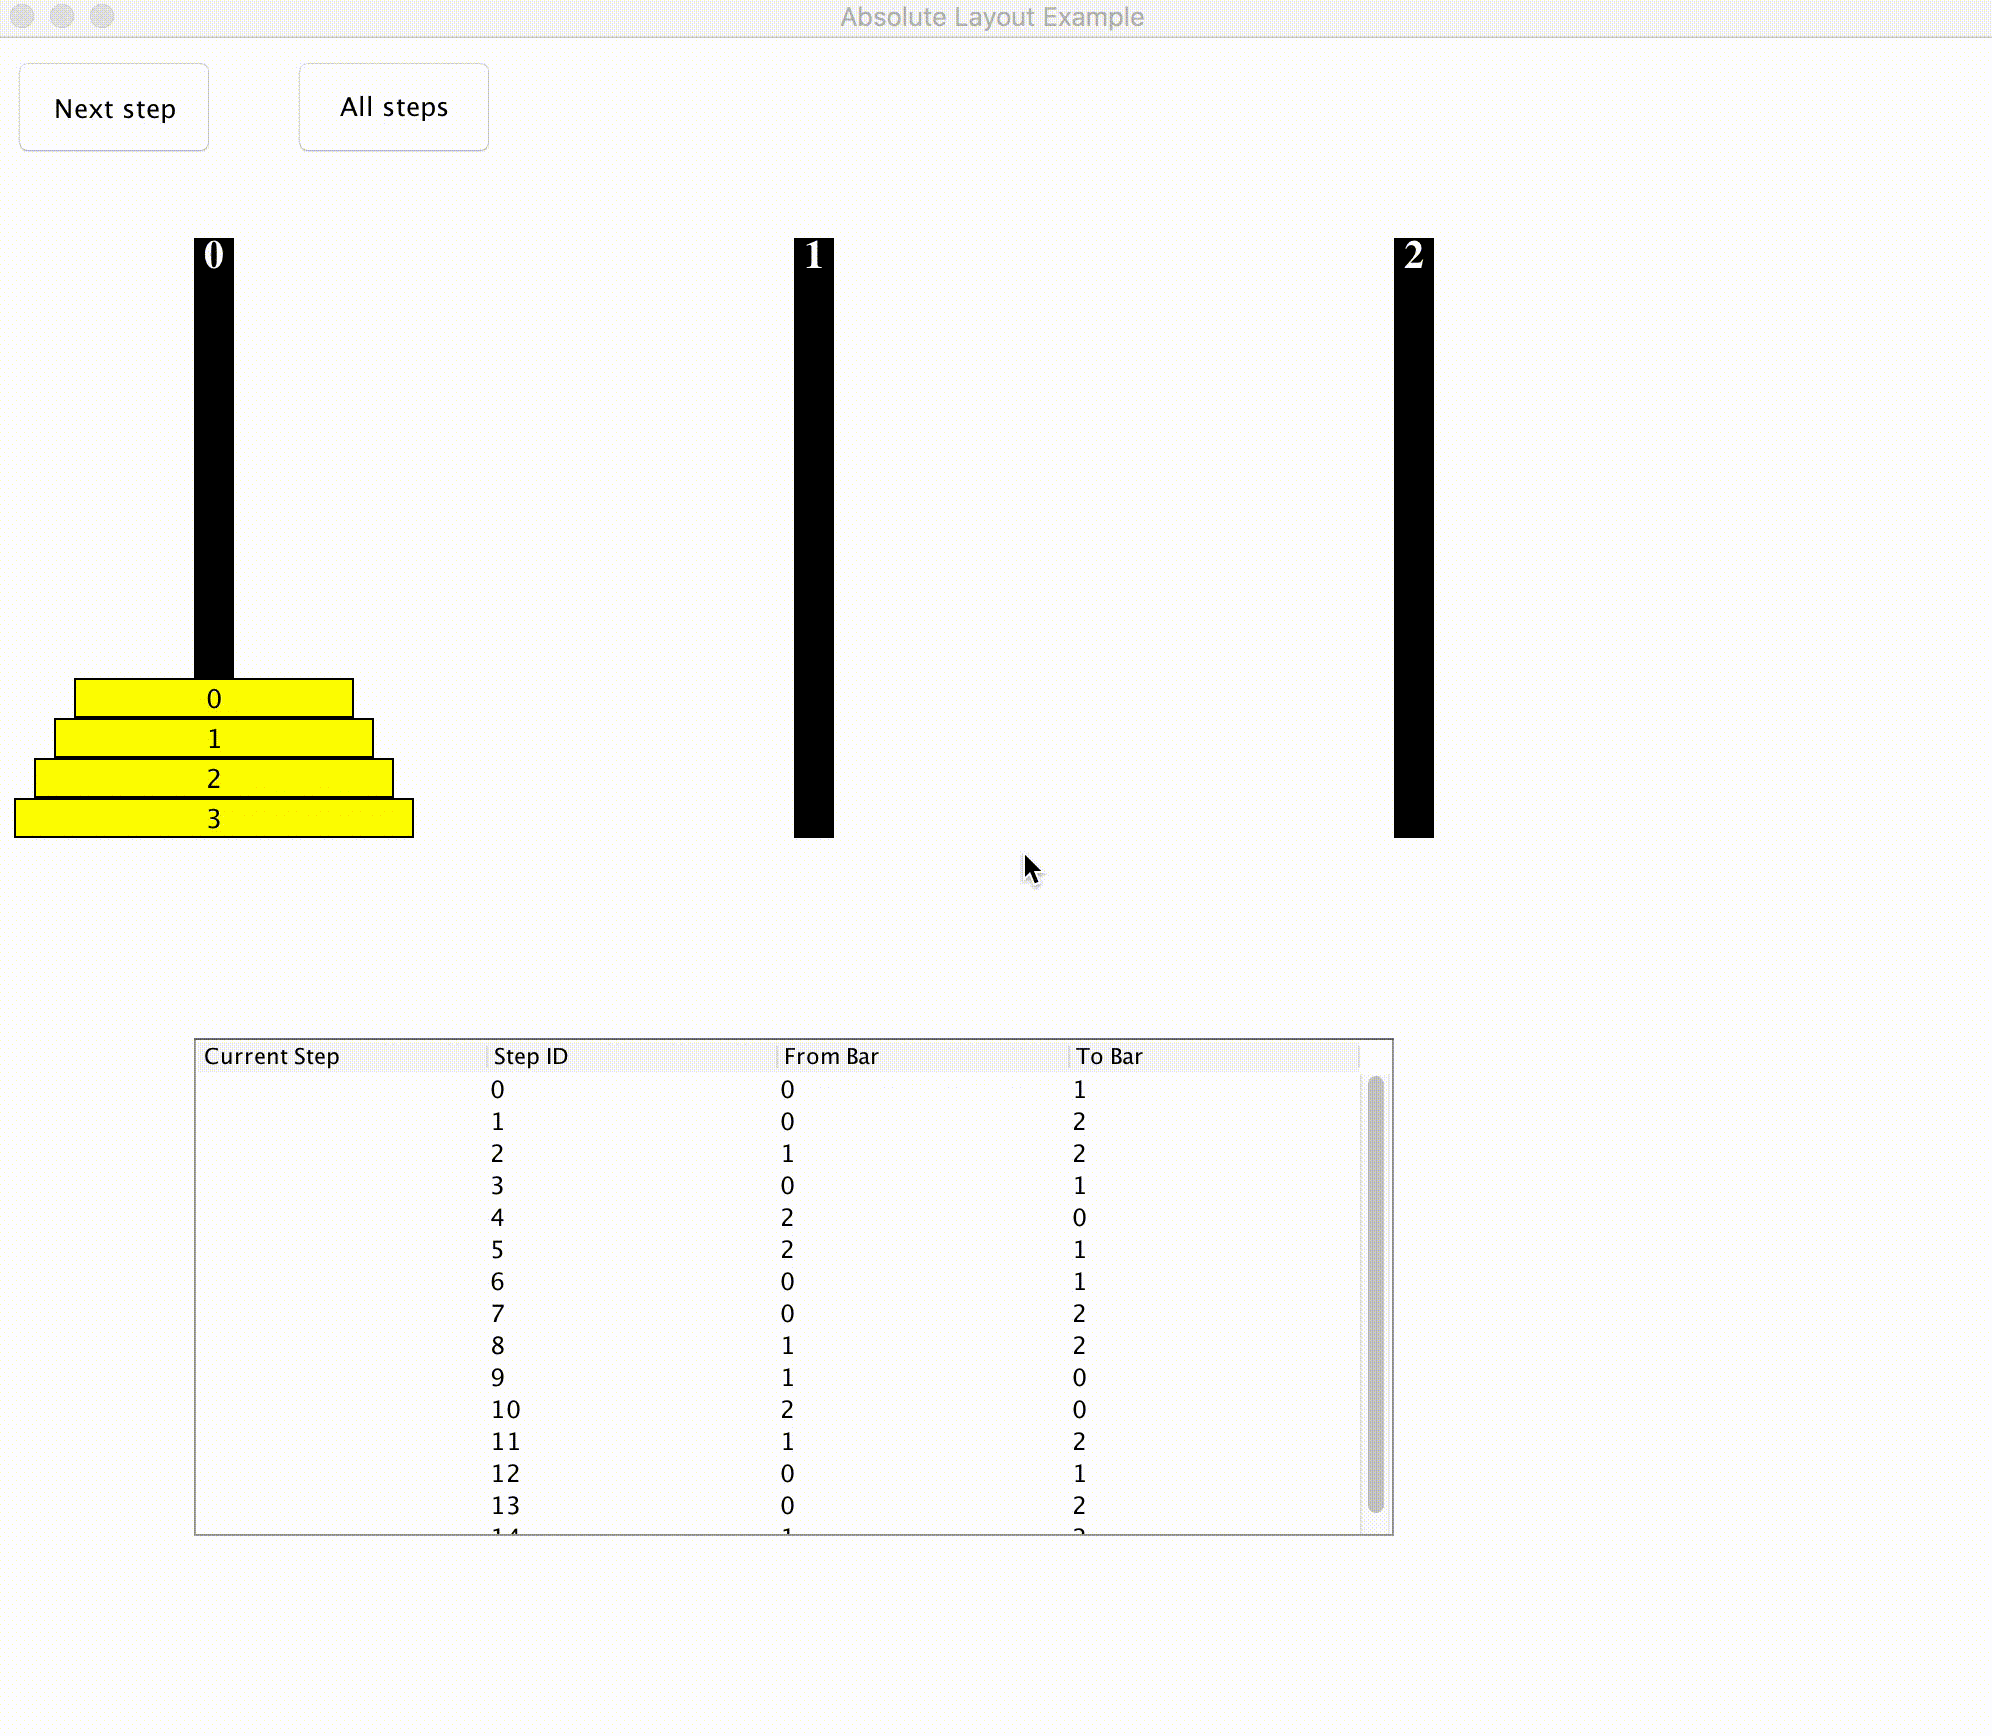 Absolute Layout Example
Next step All steps
0 1 2
0
1
2
3
Current Step Step ID From Bar To Bar
0 0 1
1 0 2
2 1 2
3 0 1
4 2 0
5 2 1
6 0 1
7 0 2
8 1 2
9 1 0
10 2 0
11 1 2
12 0 1
13 0 2